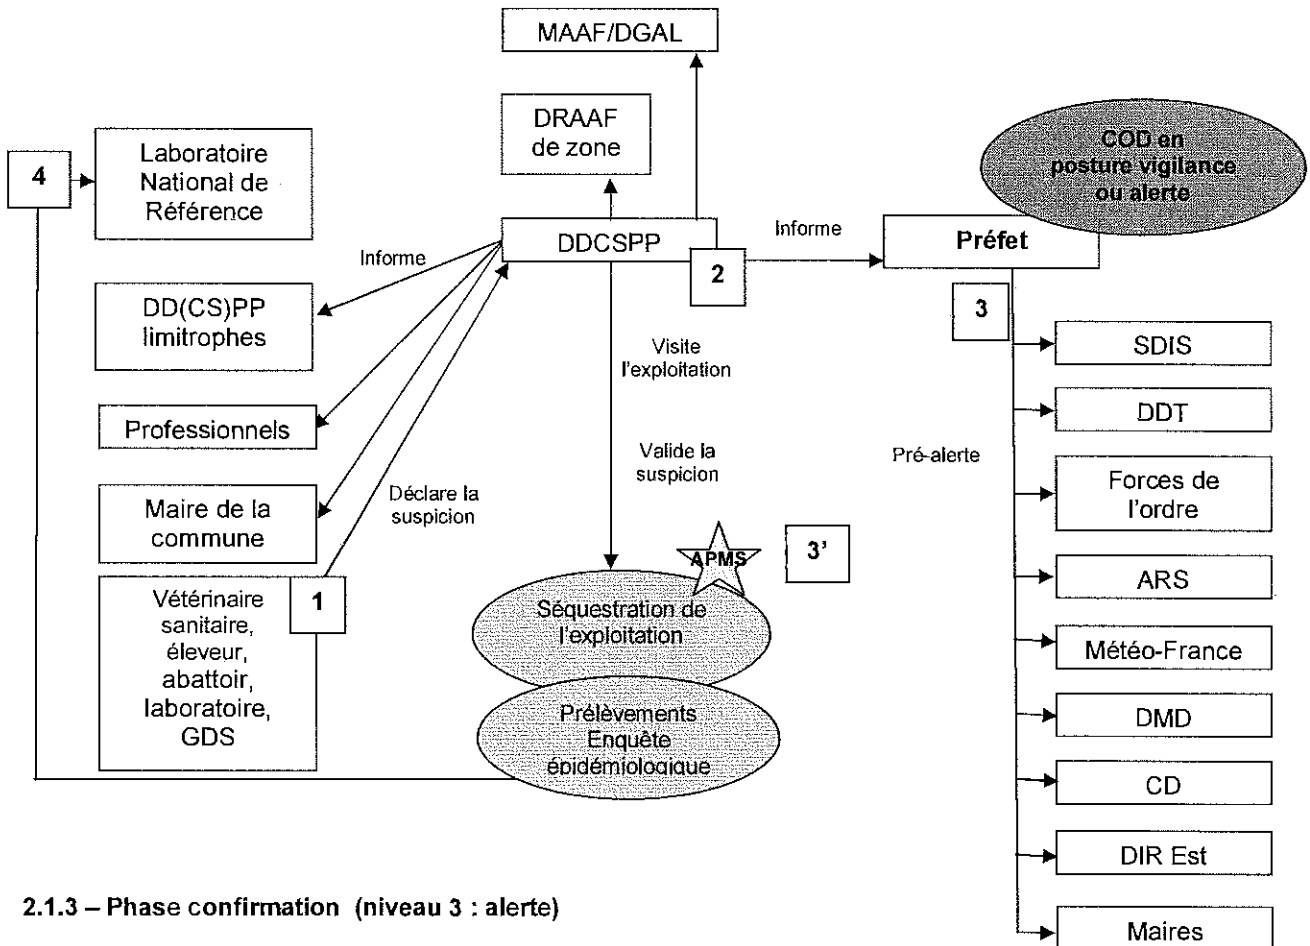 MAAF/DGAL
DRAAF
de zone
COD en
posture vigilance
ou alerte
4
Laboratoire
National de
Référence
DDCSPP
2
Informe
Préfet
Informe
DD(CS)PP
limitrophes
3
Visite
l'exploitation
SDIS
DDT
Professionnels
Valide la
suspicion
Pré-alerte
Forces de
l'ordre
Maire de la
commune
Déclare la
suspicion
APMS
3'
ARS
1
Vétérinaire
sanitaire,
éleveur,
abattoir,
laboratoire,
GDS
Séquestration de
l'exploitation
Météo-France
Prélèvements
Enquête
épidémiologique
DMD
CD
DIR Est
2.1.3 – Phase confirmation (niveau 3 : alerte)
Maires